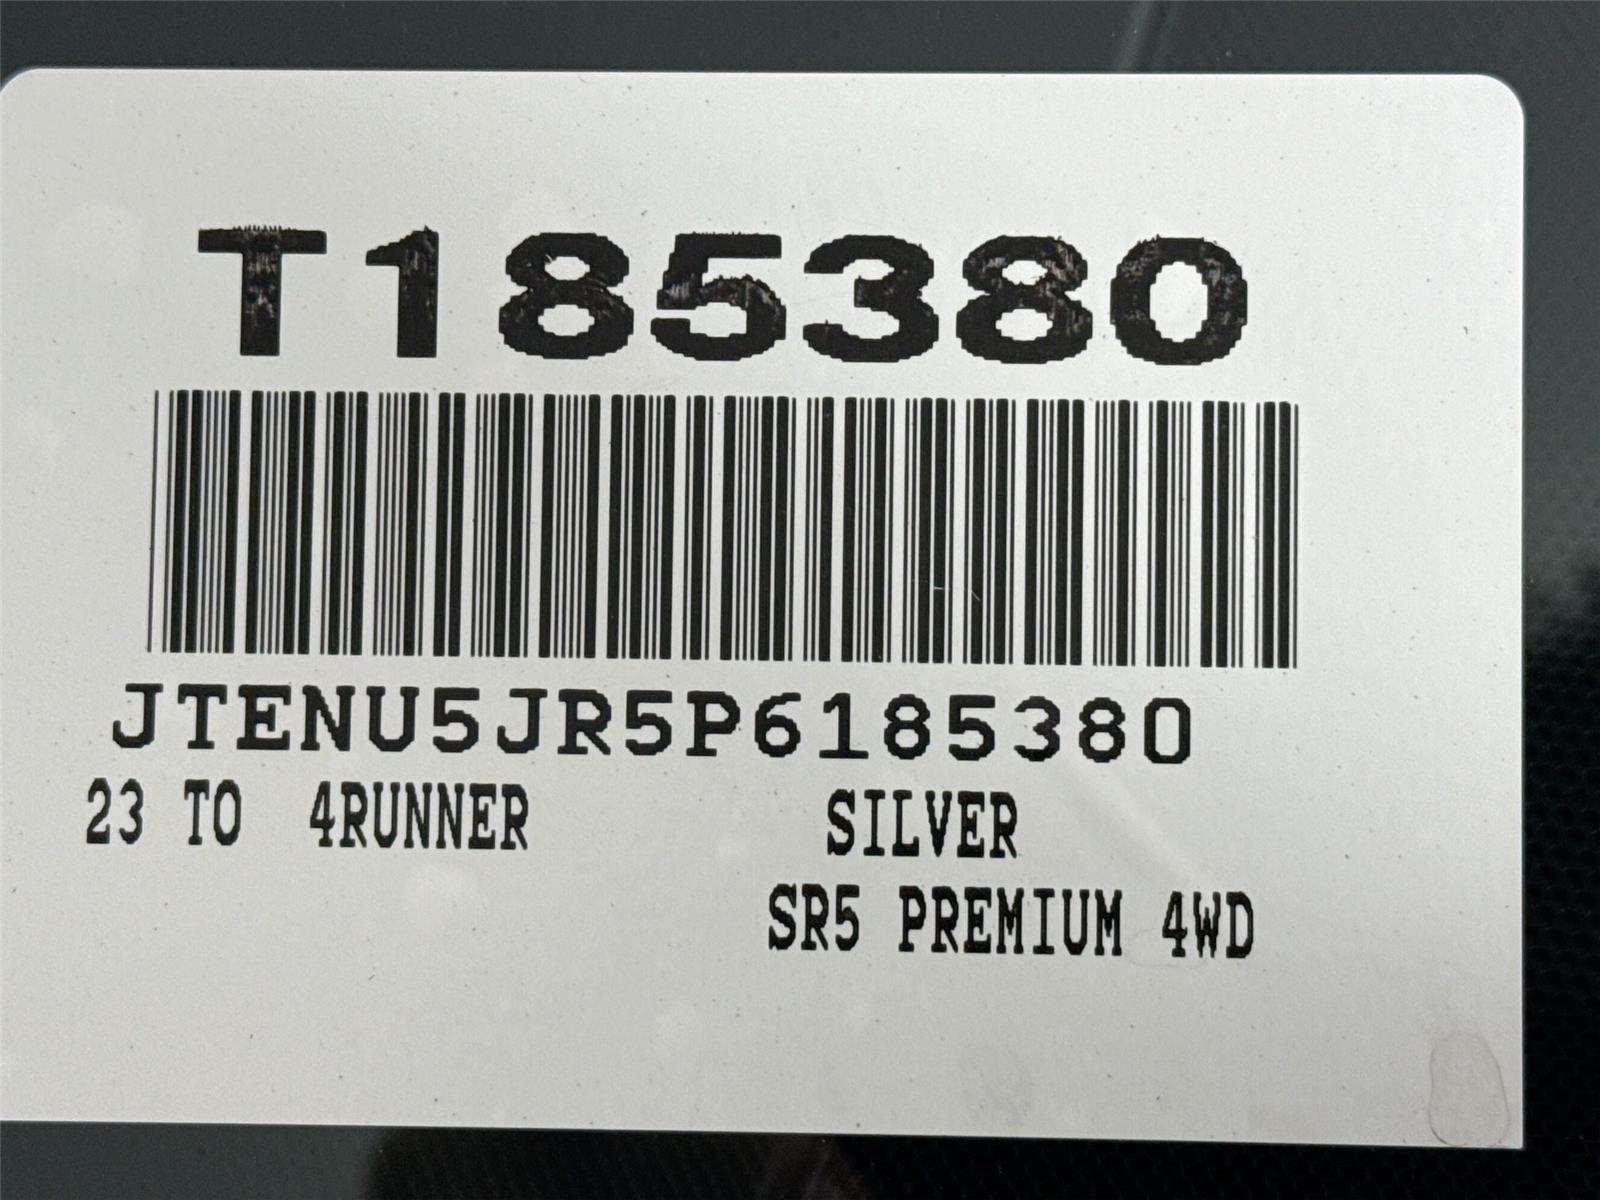 T185380
JTENU5JR5P6185380
23 TO 4RUNNER SILVER
SR5 PREMIUM 4WD